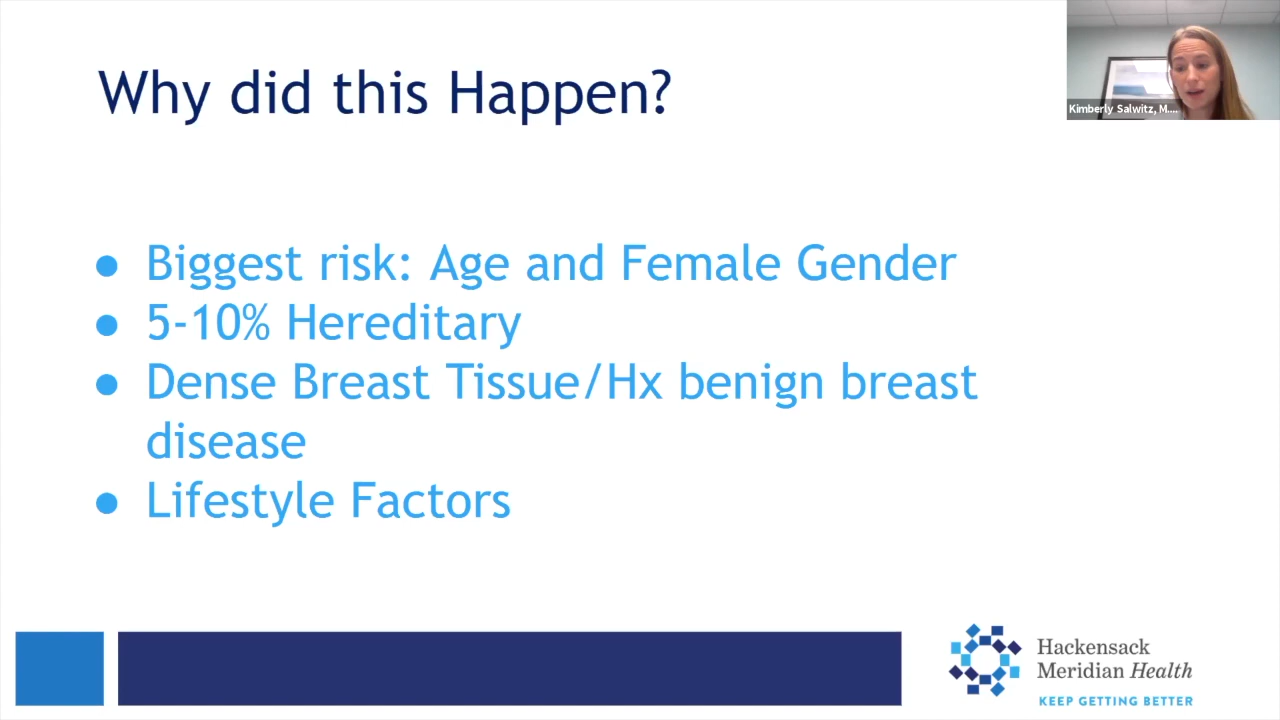 Why did this Happen?
Kimberly Salwitz, M....
● Biggest risk: Age and Female Gender
● 5-10% Hereditary
● Dense Breast Tissue/Hx benign breast
disease
● Lifestyle Factors
Hackensack
Meridian Health
KEEP GETTING BETTER